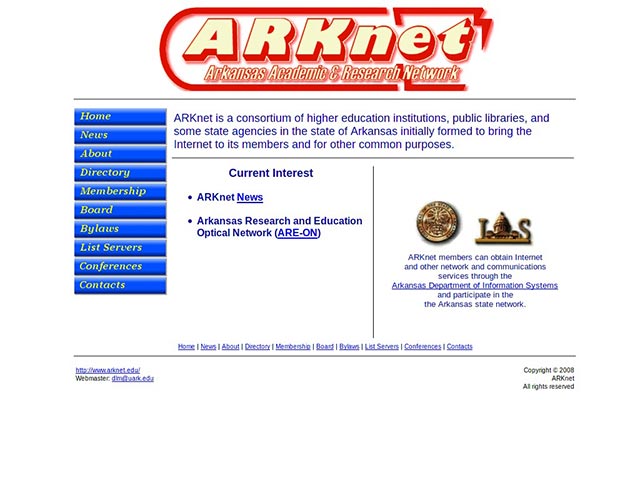 ARKnet
Arkansas Academic & Research Network
Home
News
About
Directory
Membership
Board
Bylaws
List Servers
Conferences
Contacts
ARKnet is a consortium of higher education institutions, public libraries, and
some state agencies in the state of Arkansas initially formed to bring the
Internet to its members and for other common purposes.
Current Interest
• ARKnet News
• Arkansas Research and Education
Optical Network (ARE-ON)
ARKnet members can obtain Internet
and other network and communications
services through the
Arkansas Department of Information Systems
and participate in the
the Arkansas state network.
Home | News | About | Directory | Membership | Board | Bylaws | List Servers | Conferences | Contacts
http://www.arknet.edu/
Webmaster: dlm@uark.edu
Copyright © 2008
ARKnet
All rights reserved